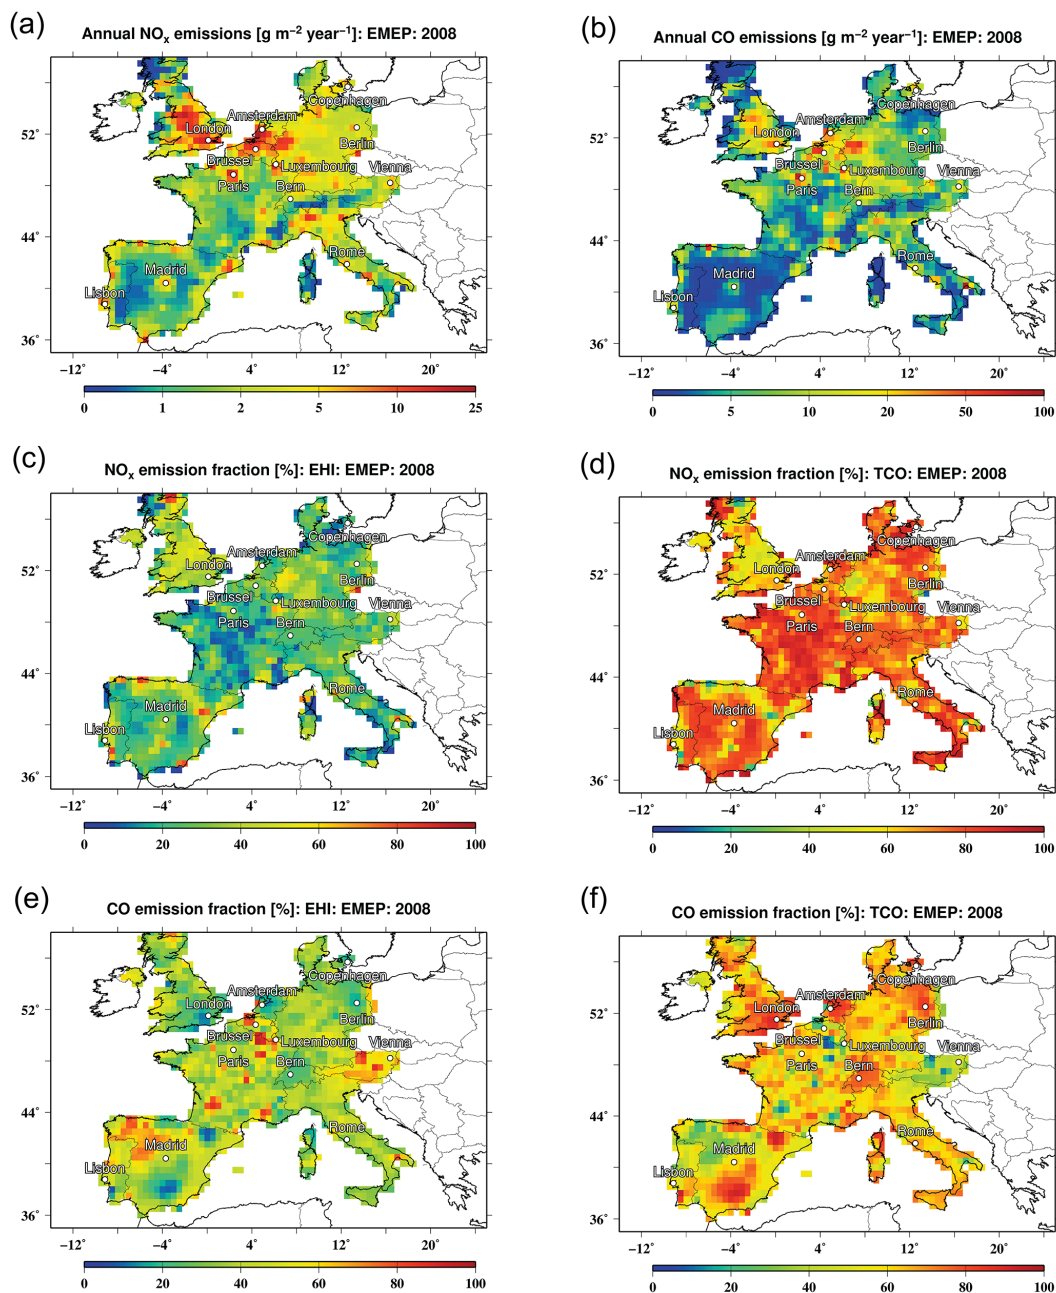 (a)
Annual NOx emissions [g m−2 year−1]: EMEP: 2008
Copenhagen
Amsterdam
London
Berlin
Brussel
Luxembourg
Vienna
Paris
Bern
Rome
Madrid
Lisbon
52°
44°
36°
−12° −4° 4° 12° 20°
0 1 2 5 10 25
(b)
Annual CO emissions [g m−2 year−1]: EMEP: 2008
Copenhagen
Amsterdam
London
Berlin
Brussel
Luxembourg
Vienna
Paris
Bern
Rome
Madrid
Lisbon
52°
44°
36°
−12° −4° 4° 12° 20°
0 5 10 20 50 100
(c)
NOx emission fraction [%]: EHI: EMEP: 2008
Copenhagen
Amsterdam
London
Berlin
Brussel
Luxembourg
Vienna
Paris
Bern
Rome
Madrid
Lisbon
52°
44°
36°
−12° −4° 4° 12° 20°
0 20 40 60 80 100
(d)
NOx emission fraction [%]: TCO: EMEP: 2008
Copenhagen
Amsterdam
London
Berlin
Brussel
Luxembourg
Vienna
Paris
Bern
Rome
Madrid
Lisbon
52°
44°
36°
−12° −4° 4° 12° 20°
0 20 40 60 80 100
(e)
CO emission fraction [%]: EHI: EMEP: 2008
Copenhagen
Amsterdam
London
Berlin
Brussel
Luxembourg
Vienna
Paris
Bern
Rome
Madrid
Lisbon
52°
44°
36°
−12° −4° 4° 12° 20°
0 20 40 60 80 100
(f)
CO emission fraction [%]: TCO: EMEP: 2008
Copenhagen
Amsterdam
London
Berlin
Brussel
Luxembourg
Vienna
Paris
Bern
Rome
Madrid
Lisbon
52°
44°
36°
−12° −4° 4° 12° 20°
0 20 40 60 80 100